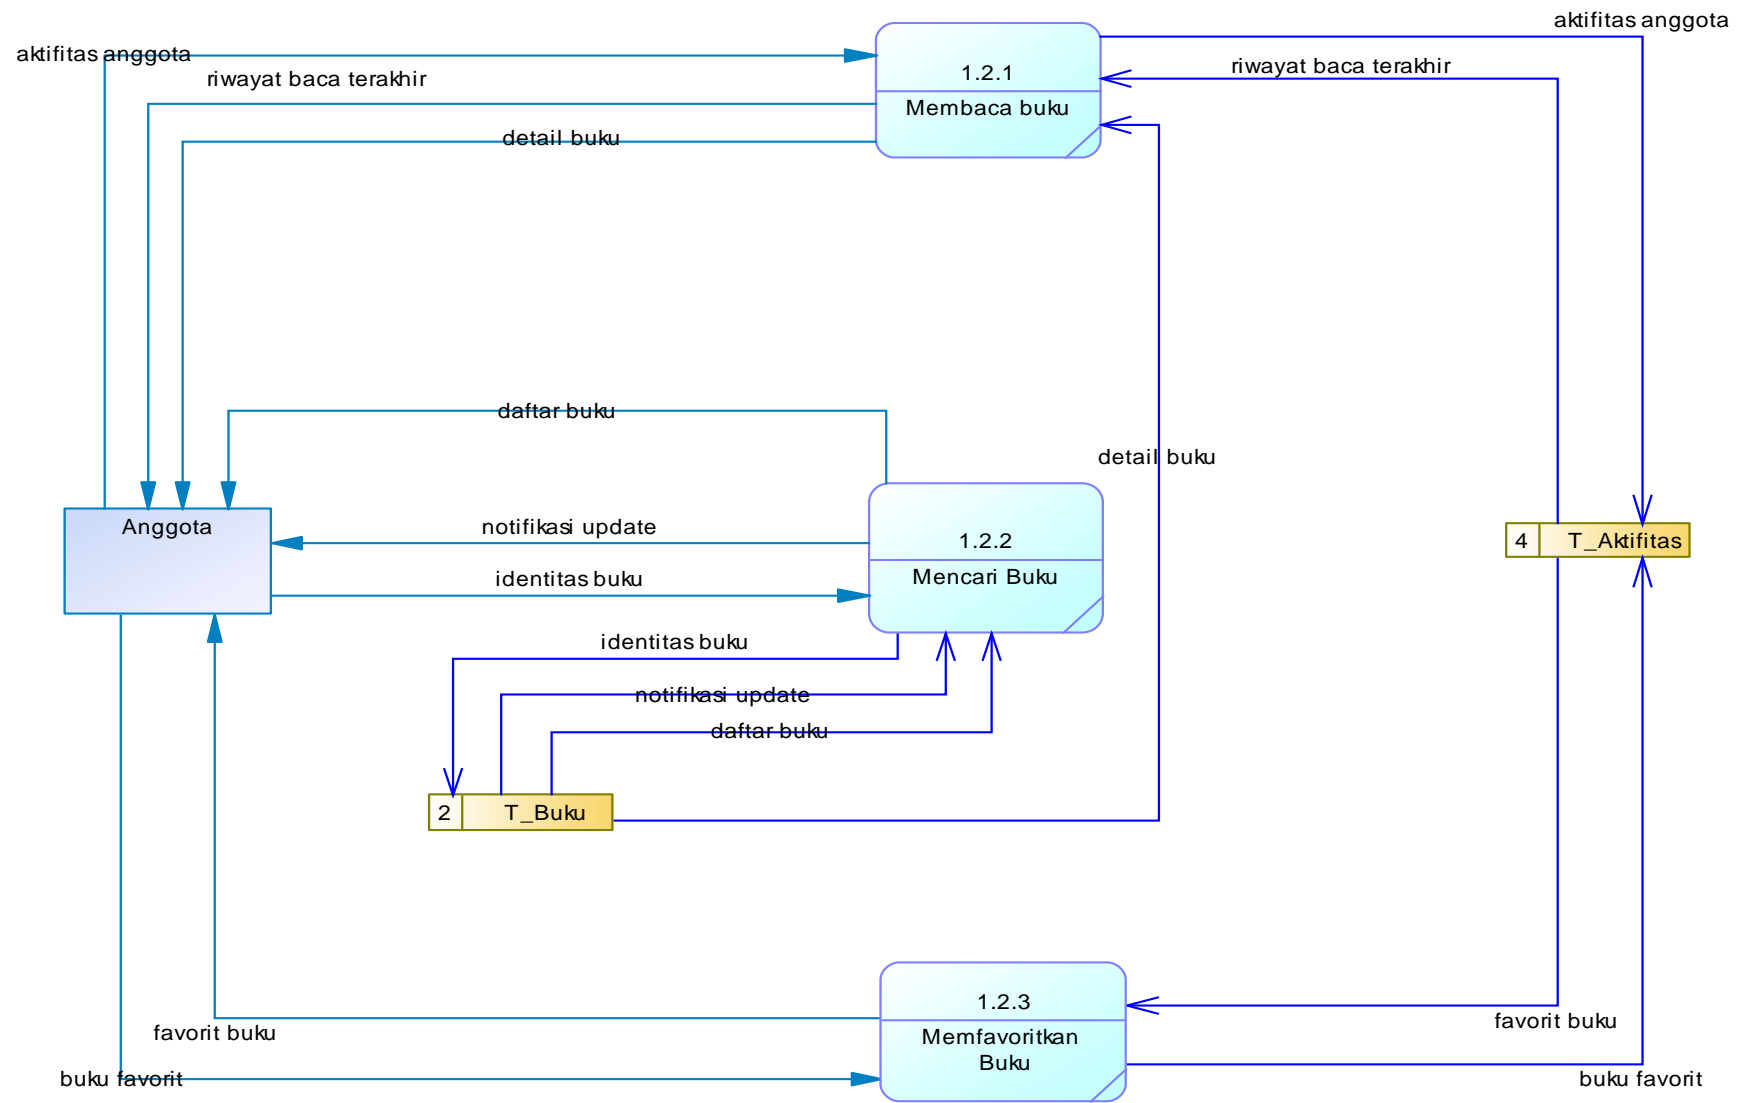 aktifitas anggota
aktifitas anggota
riwayat baca terakhir
riwayat baca terakhir
1.2.1
Membaca buku
detail buku
daftar buku
detail buku
Anggota
notifikasi update
1.2.2
Mencari Buku
4 T_Aktifitas
identitas buku
identitas buku
notifikasi update
daftar buku
2 T_Buku
1.2.3
Memfavoritkan
Buku
favorit buku
favorit buku
buku favorit
buku favorit